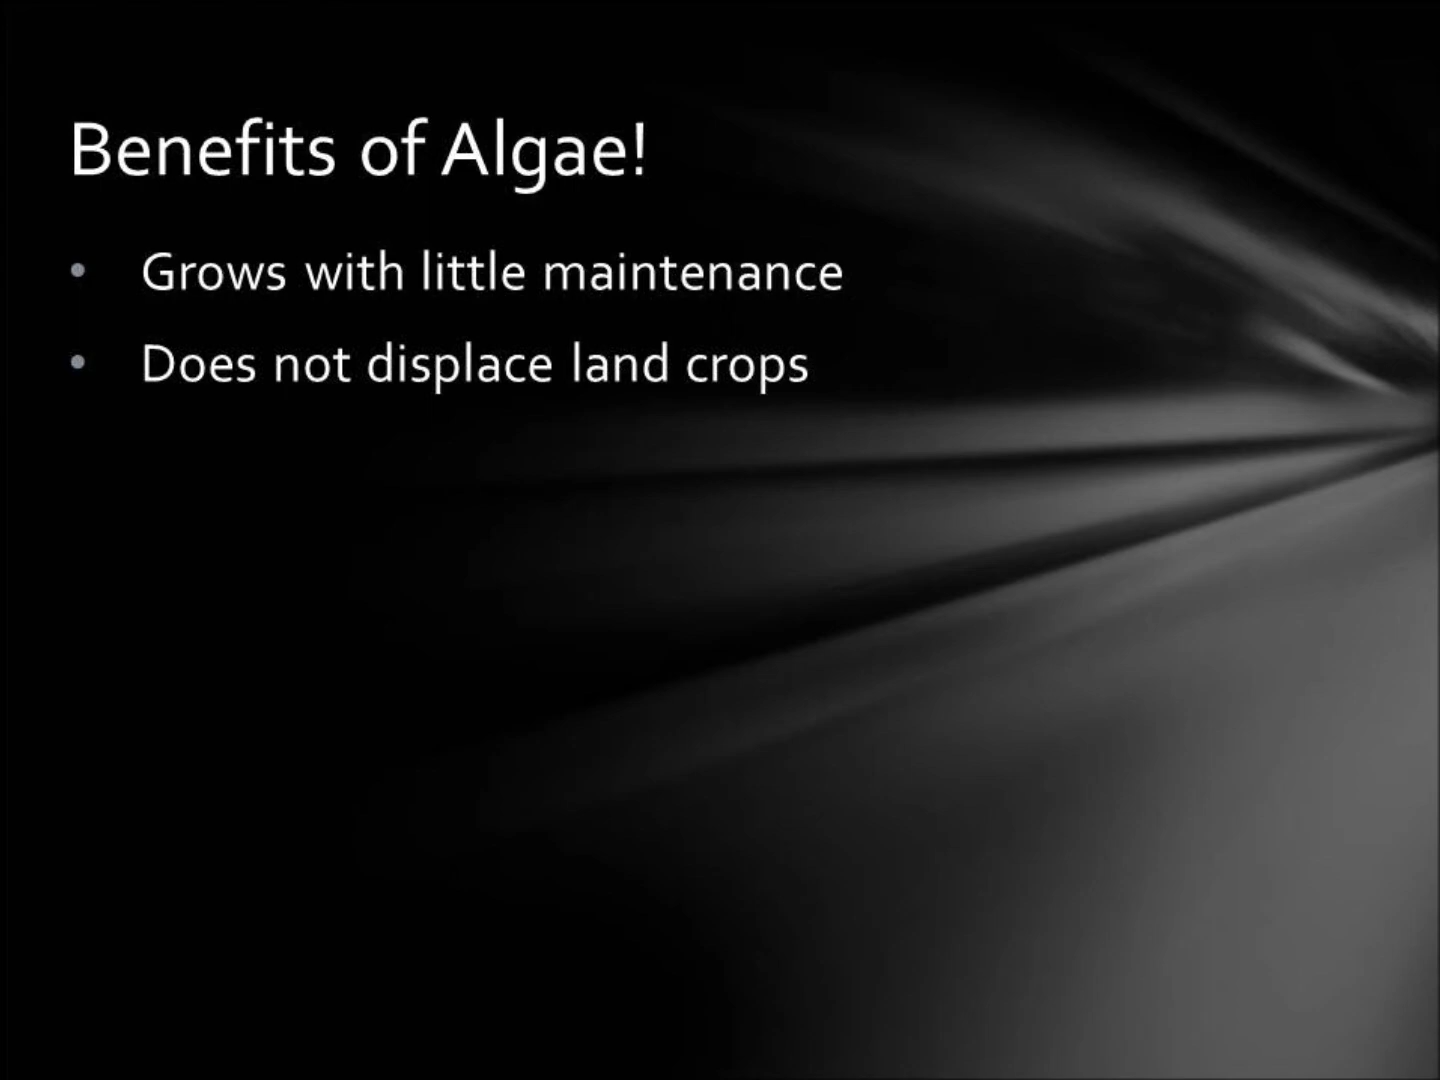 Benefits of Algae!
• Grows with little maintenance
• Does not displace land crops